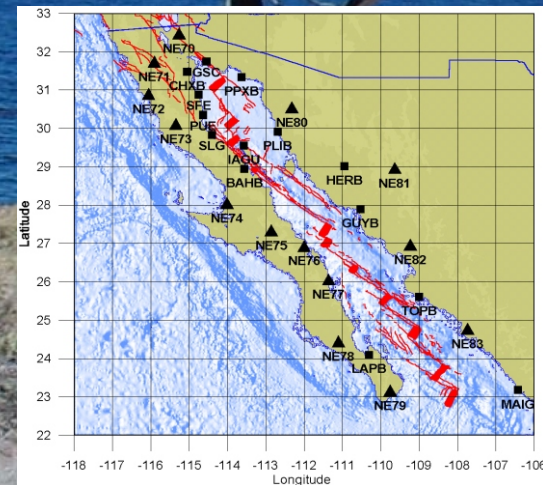 33
32
31
30
29
28
27
26
25
24
23
22
Latitude
NE70
NE71
GSC
CHXB
PPXB
NE72
SFE
NE80
PUE
NE73
SLG
PLIB
IAGU
BAHB
HERB
NE81
NE74
GUYB
NE75
NE76
NE82
NE77
TOPB
NE78
NE83
LAPB
NE79
MAIG
-118 -117 -116 -115 -114 -113 -112 -111 -110 -109 -108 -107 -106
Longitude